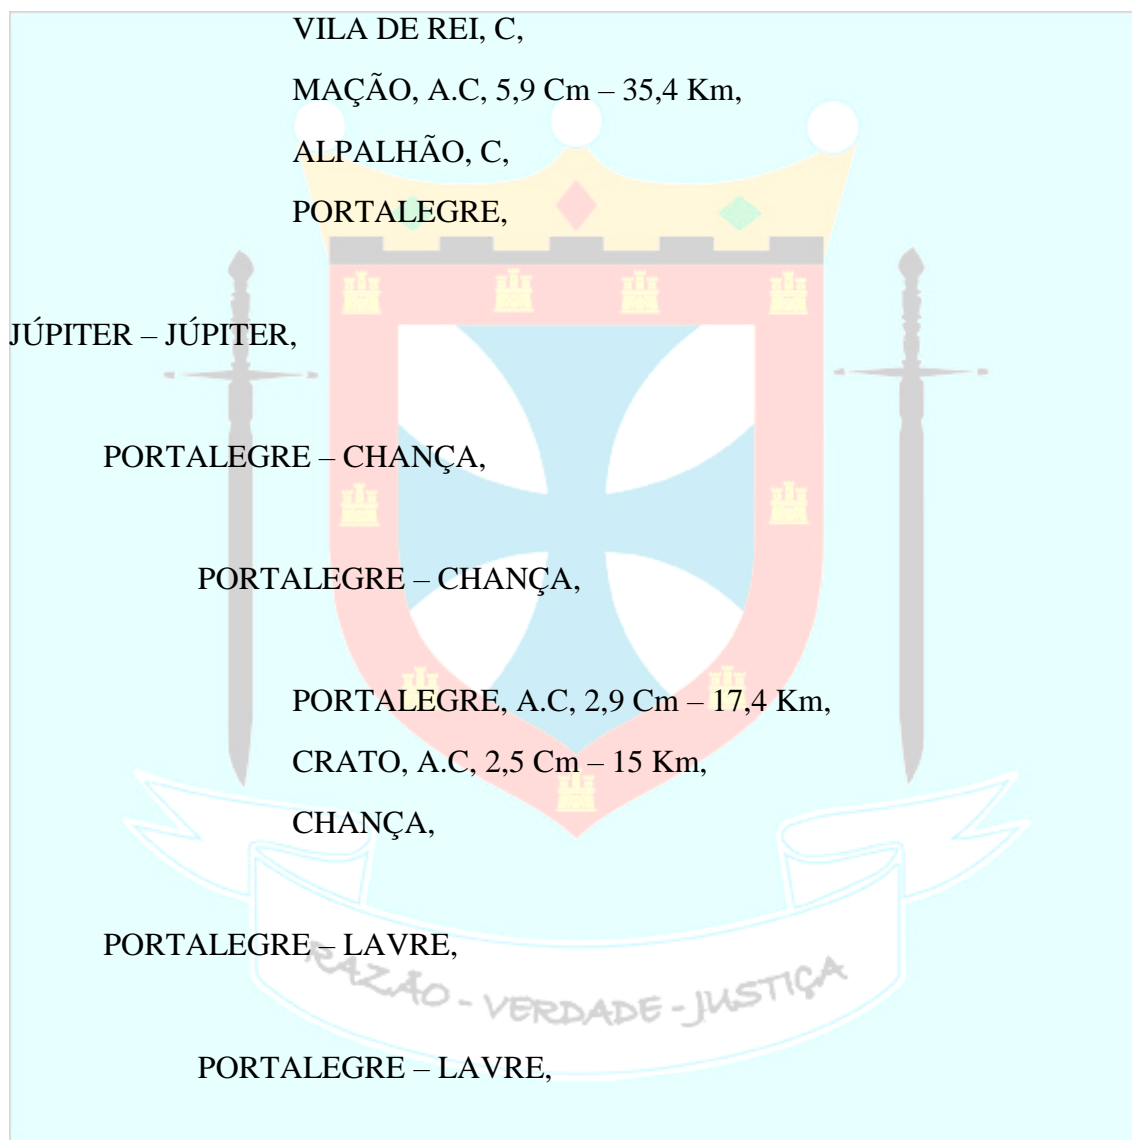 VILA DE REI, C,
MAÇÃO, A.C, 5,9 Cm – 35,4 Km,
ALPALHÃO, C,
PORTALEGRE,
JÚPITER – JÚPITER,
PORTALEGRE – CHANÇA,
PORTALEGRE – CHANÇA,
PORTALEGRE, A.C, 2,9 Cm – 17,4 Km,
CRATO, A.C, 2,5 Cm – 15 Km,
CHANÇA,
PORTALEGRE – LAVRE,
RAZÃO - VERDADE - JUSTIÇA
PORTALEGRE – LAVRE,